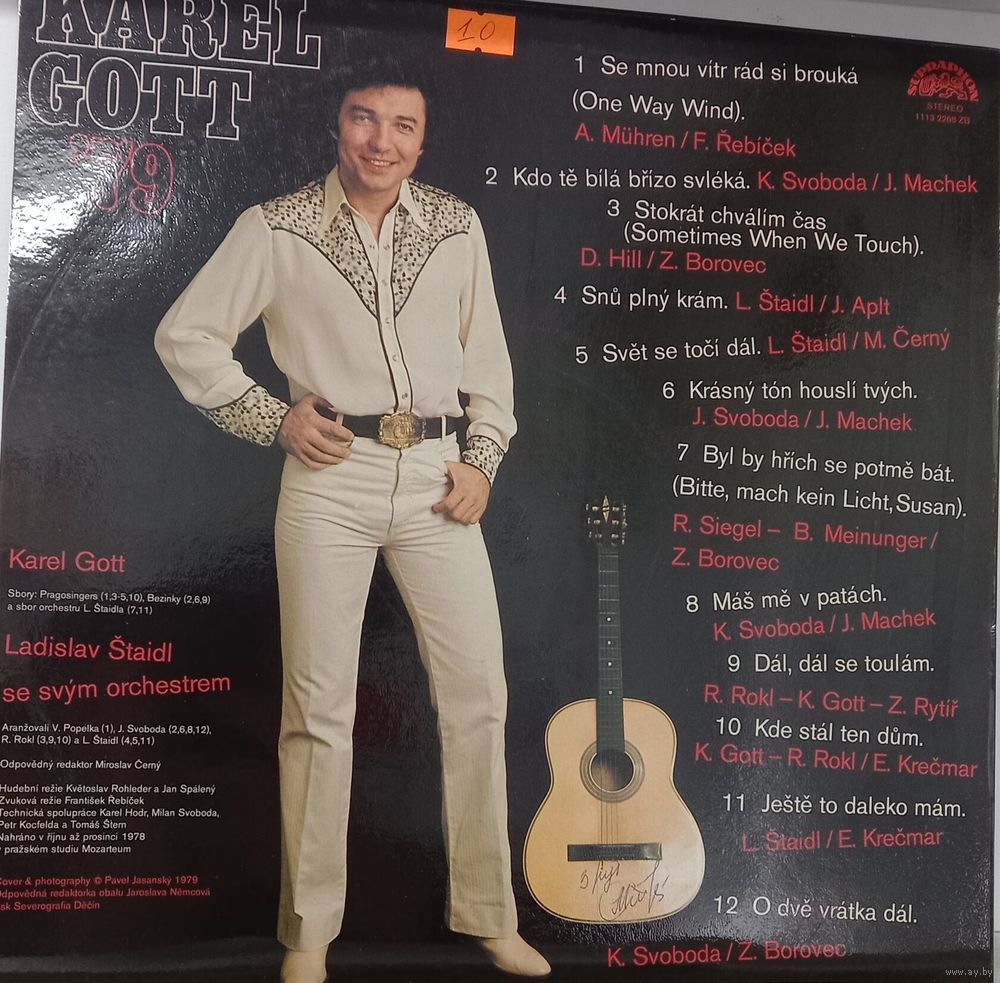 KAREL
GOTT
'79
10
SUPRAPHON
STEREO
1113 2268 ZB
1 Se mnou vítr rád si brouká
(One Way Wind).
A. Mühren / F. Řebíček
2 Kdo tě bílá břízo svléká. K. Svoboda / J. Machek
3 Stokrát chválím čas
(Sometimes When We Touch).
D. Hill / Z. Borovec
4 Snů plný krám. L. Štaidl / J. Aplt
5 Svět se točí dál. L. Štaidl / M. Černý
6 Krásný tón houslí tvých.
J. Svoboda / J. Machek
7 Byl by hřích se potmě bát.
(Bitte, mach kein Licht, Susan).
R. Siegel – B. Meinunger /
Z. Borovec
8 Máš mě v patách.
K. Svoboda / J. Machek
9 Dál, dál se toulám.
R. Rokl – K. Gott – Z. Rytíř
10 Kde stál ten dům.
K. Gott – R. Rokl / E. Krečmar
11 Ještě to daleko mám.
L. Štaidl / E. Krečmar
12 O dvě vrátka dál.
K. Svoboda / Z. Borovec
Karel Gott
Sbory: Pragosingers (1,3-5,10), Bezinky (2,6,9)
a sbor orchestru L. Štaidla (7,11)
Ladislav Štaidl
se svým orchestrem
Aranžovali V. Popelka (1), J. Svoboda (2,6,8,12),
R. Rokl (3,9,10) a L. Štaidl (4,5,11)
Odpovědný redaktor Miroslav Černý
Hudební režie Květoslav Rohleder a Jan Spálený
Zvuková režie František Řebíček
Technická spolupráce Karel Hodr, Milan Svoboda,
Petr Kocfelda a Tomáš Štern
Nahráno v říjnu až prosinci 1978
v pražském studiu Mozarteum
Cover & photography © Pavel Jasanský 1979
Odpovědná redaktorka obalu Jaroslava Němcová
isk Severografia Děčín
www.ay.by